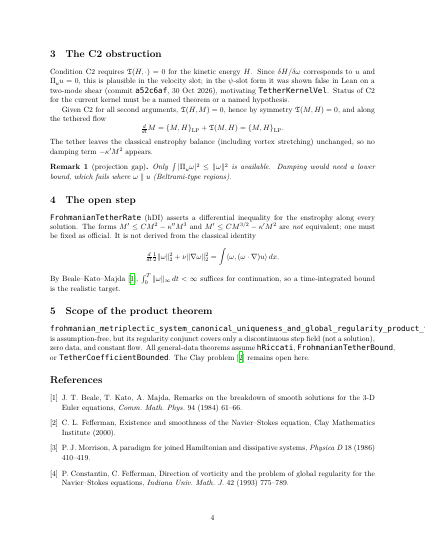 3 The C2 obstruction
Condition C2 requires 𝔗(H, ·) = 0 for the kinetic energy H. Since δH/δω corresponds to u and
Πᵤu = 0, this is plausible in the velocity slot; in the ψ-slot form it was shown false in Lean on a
two-mode shear (commit a52c6af, 30 Oct 2026), motivating TetherKernelVel. Status of C2
for the current kernel must be a named theorem or a named hypothesis.
Given C2 for all second arguments, 𝔗(H, M) = 0, hence by symmetry 𝔗(M, H) = 0, and along
the tethered flow
d/dt M = {M, H}LP + 𝔗(M, H) = {M, H}LP.
The tether leaves the classical enstrophy balance (including vortex stretching) unchanged, so no
damping term −κ′M² appears.
Remark 1 (projection gap). Only ∫|Πᵤω|² ≤ ‖ω‖² is available. Damping would need a lower
bound, which fails where ω ∥ u (Beltrami-type regions).
4 The open step
FrohmanianTetherRate (hDI) asserts a differential inequality for the enstrophy along every
solution. The forms M′ ≤ CM² − κ″M³ and M′ ≤ CM³/² − κ′M² are not equivalent; one must
be fixed as official. It is not derived from the classical identity
d/dt ½‖ω‖²₂ + ν‖∇ω‖²₂ = ∫⟨ω, (ω · ∇)u⟩ dx.
By Beale–Kato–Majda [1], ∫₀ᵀ ‖ω‖∞ dt < ∞ suffices for continuation, so a time-integrated bound
is the realistic target.
5 Scope of the product theorem
frohmanian_metriplectic_system_canonical_uniqueness_and_global_regularity_product_
is assumption-free, but its regularity conjunct covers only a discontinuous step field (not a solution),
zero data, and constant flow. All general-data theorems assume hRiccati, FrohmanianTetherBound,
or TetherCoefficientBounded. The Clay problem [2] remains open here.
References
[1] J. T. Beale, T. Kato, A. Majda, Remarks on the breakdown of smooth solutions for the 3-D
Euler equations, Comm. Math. Phys. 94 (1984) 61–66.
[2] C. L. Fefferman, Existence and smoothness of the Navier–Stokes equation, Clay Mathematics
Institute (2000).
[3] P. J. Morrison, A paradigm for joined Hamiltonian and dissipative systems, Physica D 18 (1986)
410–419.
[4] P. Constantin, C. Fefferman, Direction of vorticity and the problem of global regularity for the
Navier–Stokes equations, Indiana Univ. Math. J. 42 (1993) 775–789.
4